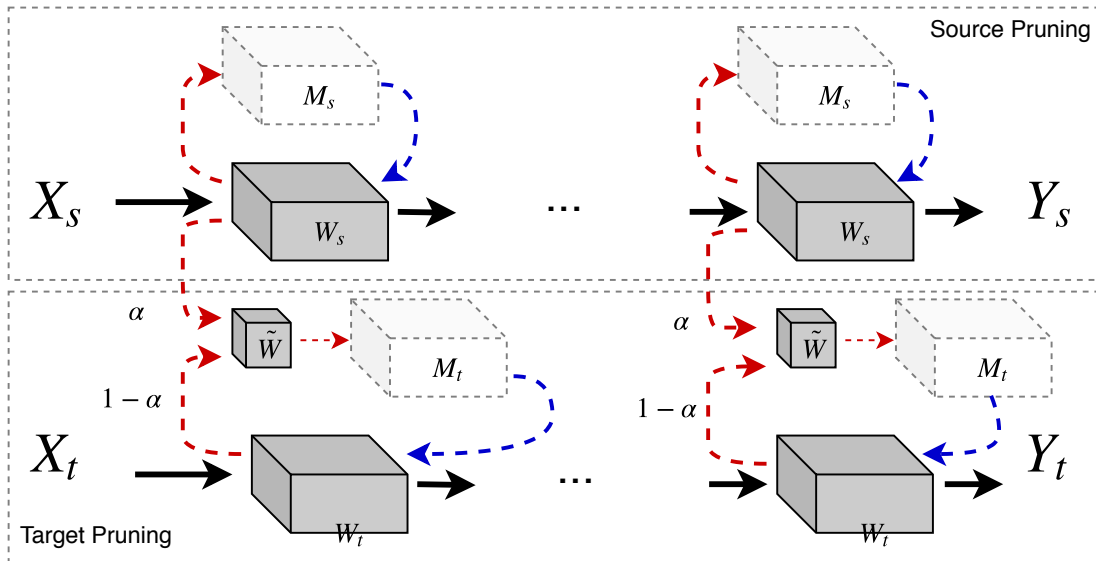 Source Pruning
M_s M_s
X_s W_s ... W_s Y_s
α W̃ M_t α W̃ M_t
1 − α 1 − α
X_t W_t ... W_t Y_t
Target Pruning